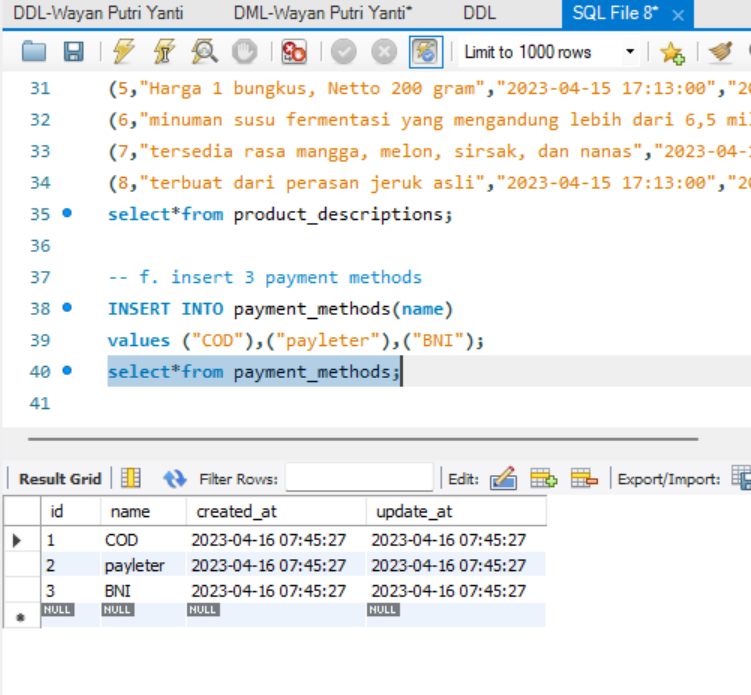 DDL-Wayan Putri Yanti DML-Wayan Putri Yanti* DDL SQL File 8* ×
Limit to 1000 rows
31 (5,"Harga 1 bungkus, Netto 200 gram","2023-04-15 17:13:00","20
32 (6,"minuman susu fermentasi yang mengandung lebih dari 6,5 mil
33 (7,"tersedia rasa mangga, melon, sirsak, dan nanas","2023-04-1
34 (8,"terbuat dari perasan jeruk asli","2023-04-15 17:13:00","20
35 select*from product_descriptions;
36
37 -- f. insert 3 payment methods
38 INSERT INTO payment_methods(name)
39 values ("COD"),("payleter"),("BNI");
40 select*from payment_methods;
41
Result Grid Filter Rows: Edit: Export/Import:
id name created_at update_at
1 COD 2023-04-16 07:45:27 2023-04-16 07:45:27
2 payleter 2023-04-16 07:45:27 2023-04-16 07:45:27
3 BNI 2023-04-16 07:45:27 2023-04-16 07:45:27
NULL NULL NULL NULL